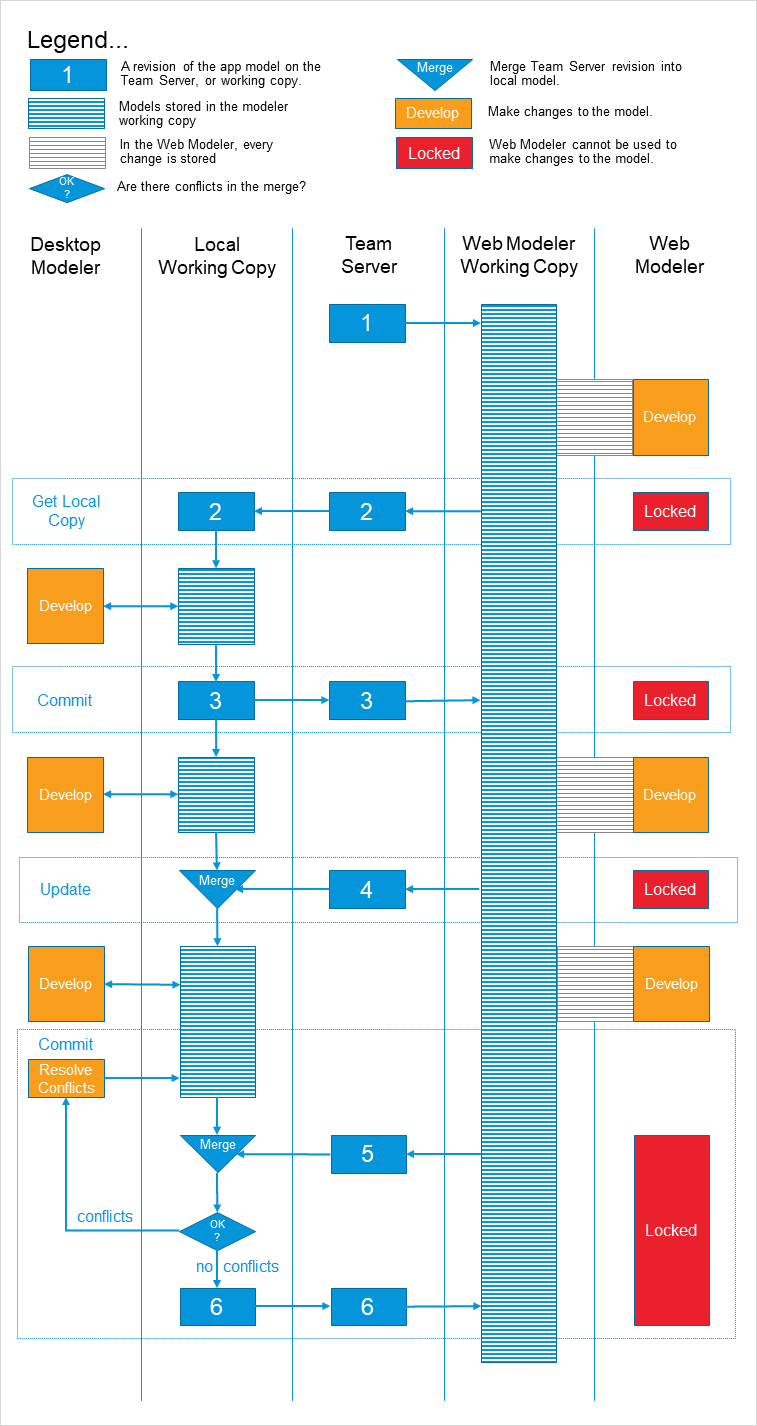 Legend...
1
A revision of the app model on the
Team Server, or working copy.
Merge
Merge Team Server revision into
local model.
Models stored in the modeler
working copy
Develop
Make changes to the model.
In the Web Modeler, every
change is stored
Locked
Web Modeler cannot be used to
make changes to the model.
OK
?
Are there conflicts in the merge?
Desktop
Modeler
Local
Working Copy
Team
Server
Web Modeler
Working Copy
Web
Modeler
1
Develop
Get Local
Copy
2
2
Locked
Develop
Commit
3
3
Locked
Develop
Develop
Update
Merge
4
Locked
Develop
Develop
Commit
Resolve
Conflicts
Merge
5
conflicts
OK
?
Locked
no conflicts
6
6